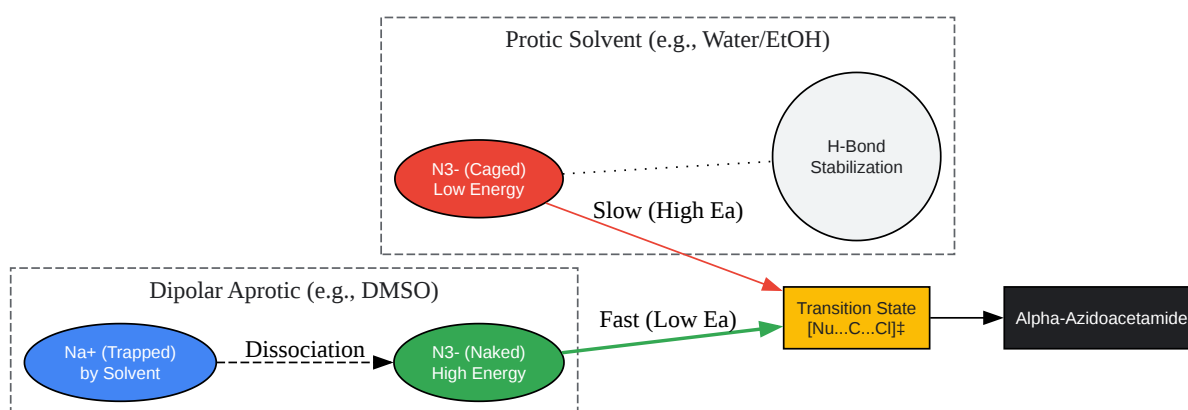 Protic Solvent (e.g., Water/EtOH)
N3- (Caged)
Low Energy
H-Bond
Stabilization
Slow (High Ea)
Dipolar Aprotic (e.g., DMSO)
Na+ (Trapped)
by Solvent
Dissociation
N3- (Naked)
High Energy
Fast (Low Ea)
Transition State
[Nu...C...Cl]‡
Alpha-Azidoacetamide